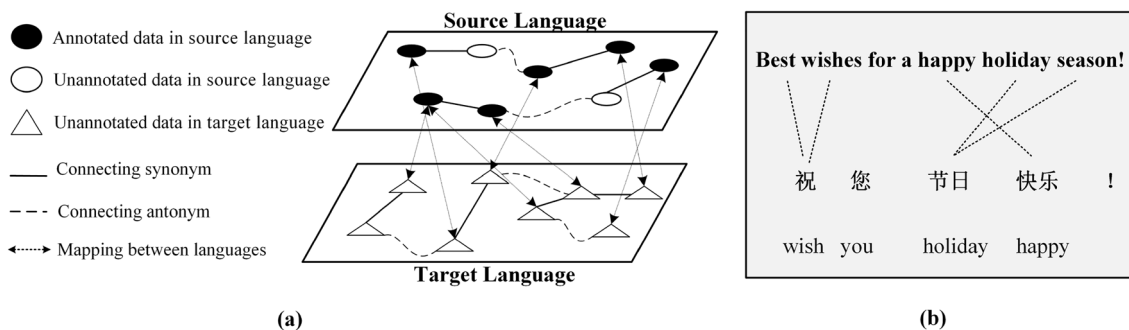 Source Language
Annotated data in source language
Unannotated data in source language
Unannotated data in target language
Connecting synonym
Connecting antonym
Mapping between languages
Target Language
(a)
Best wishes for a happy holiday season!
祝 您 节日 快乐 !
wish you holiday happy
(b)